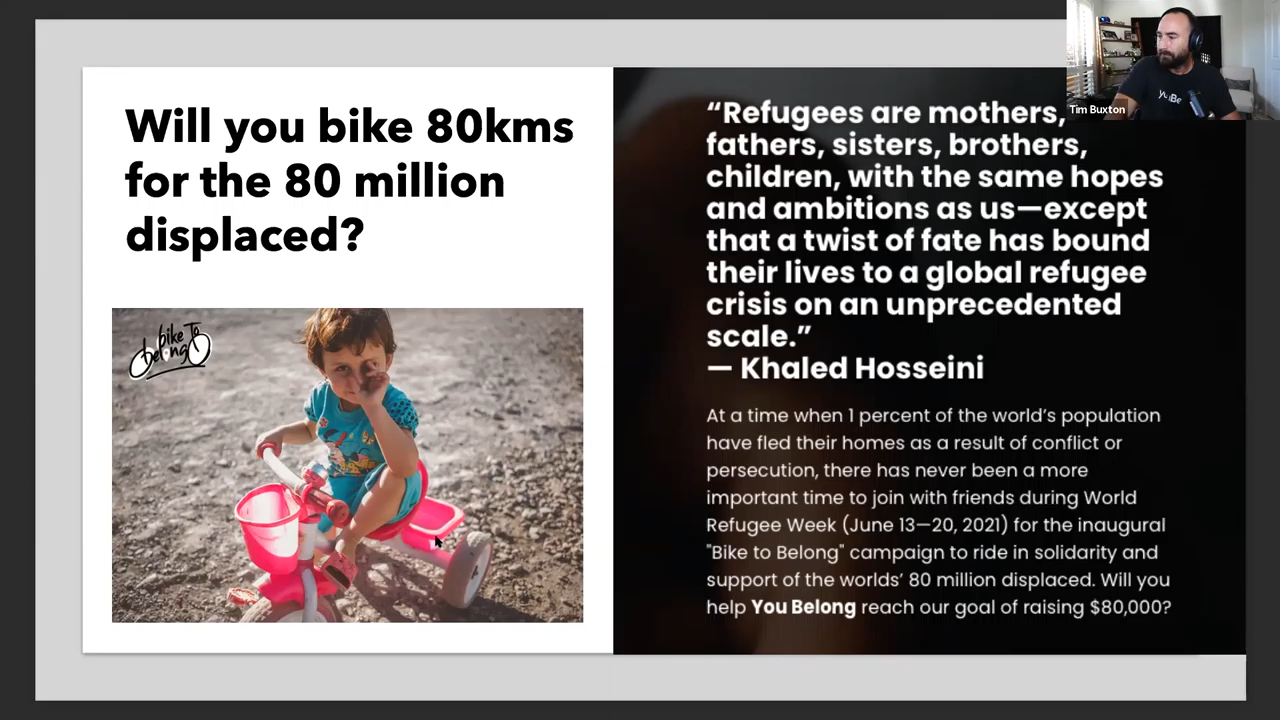 Will you bike 80kms
for the 80 million
displaced?
bike To
belong
“Refugees are mothers,
fathers, sisters, brothers,
children, with the same hopes
and ambitions as us—except
that a twist of fate has bound
their lives to a global refugee
crisis on an unprecedented
scale.”
— Khaled Hosseini
At a time when 1 percent of the world’s population
have fled their homes as a result of conflict or
persecution, there has never been a more
important time to join with friends during World
Refugee Week (June 13—20, 2021) for the inaugural
"Bike to Belong" campaign to ride in solidarity and
support of the worlds’ 80 million displaced. Will you
help You Belong reach our goal of raising $80,000?
Tim Buxton